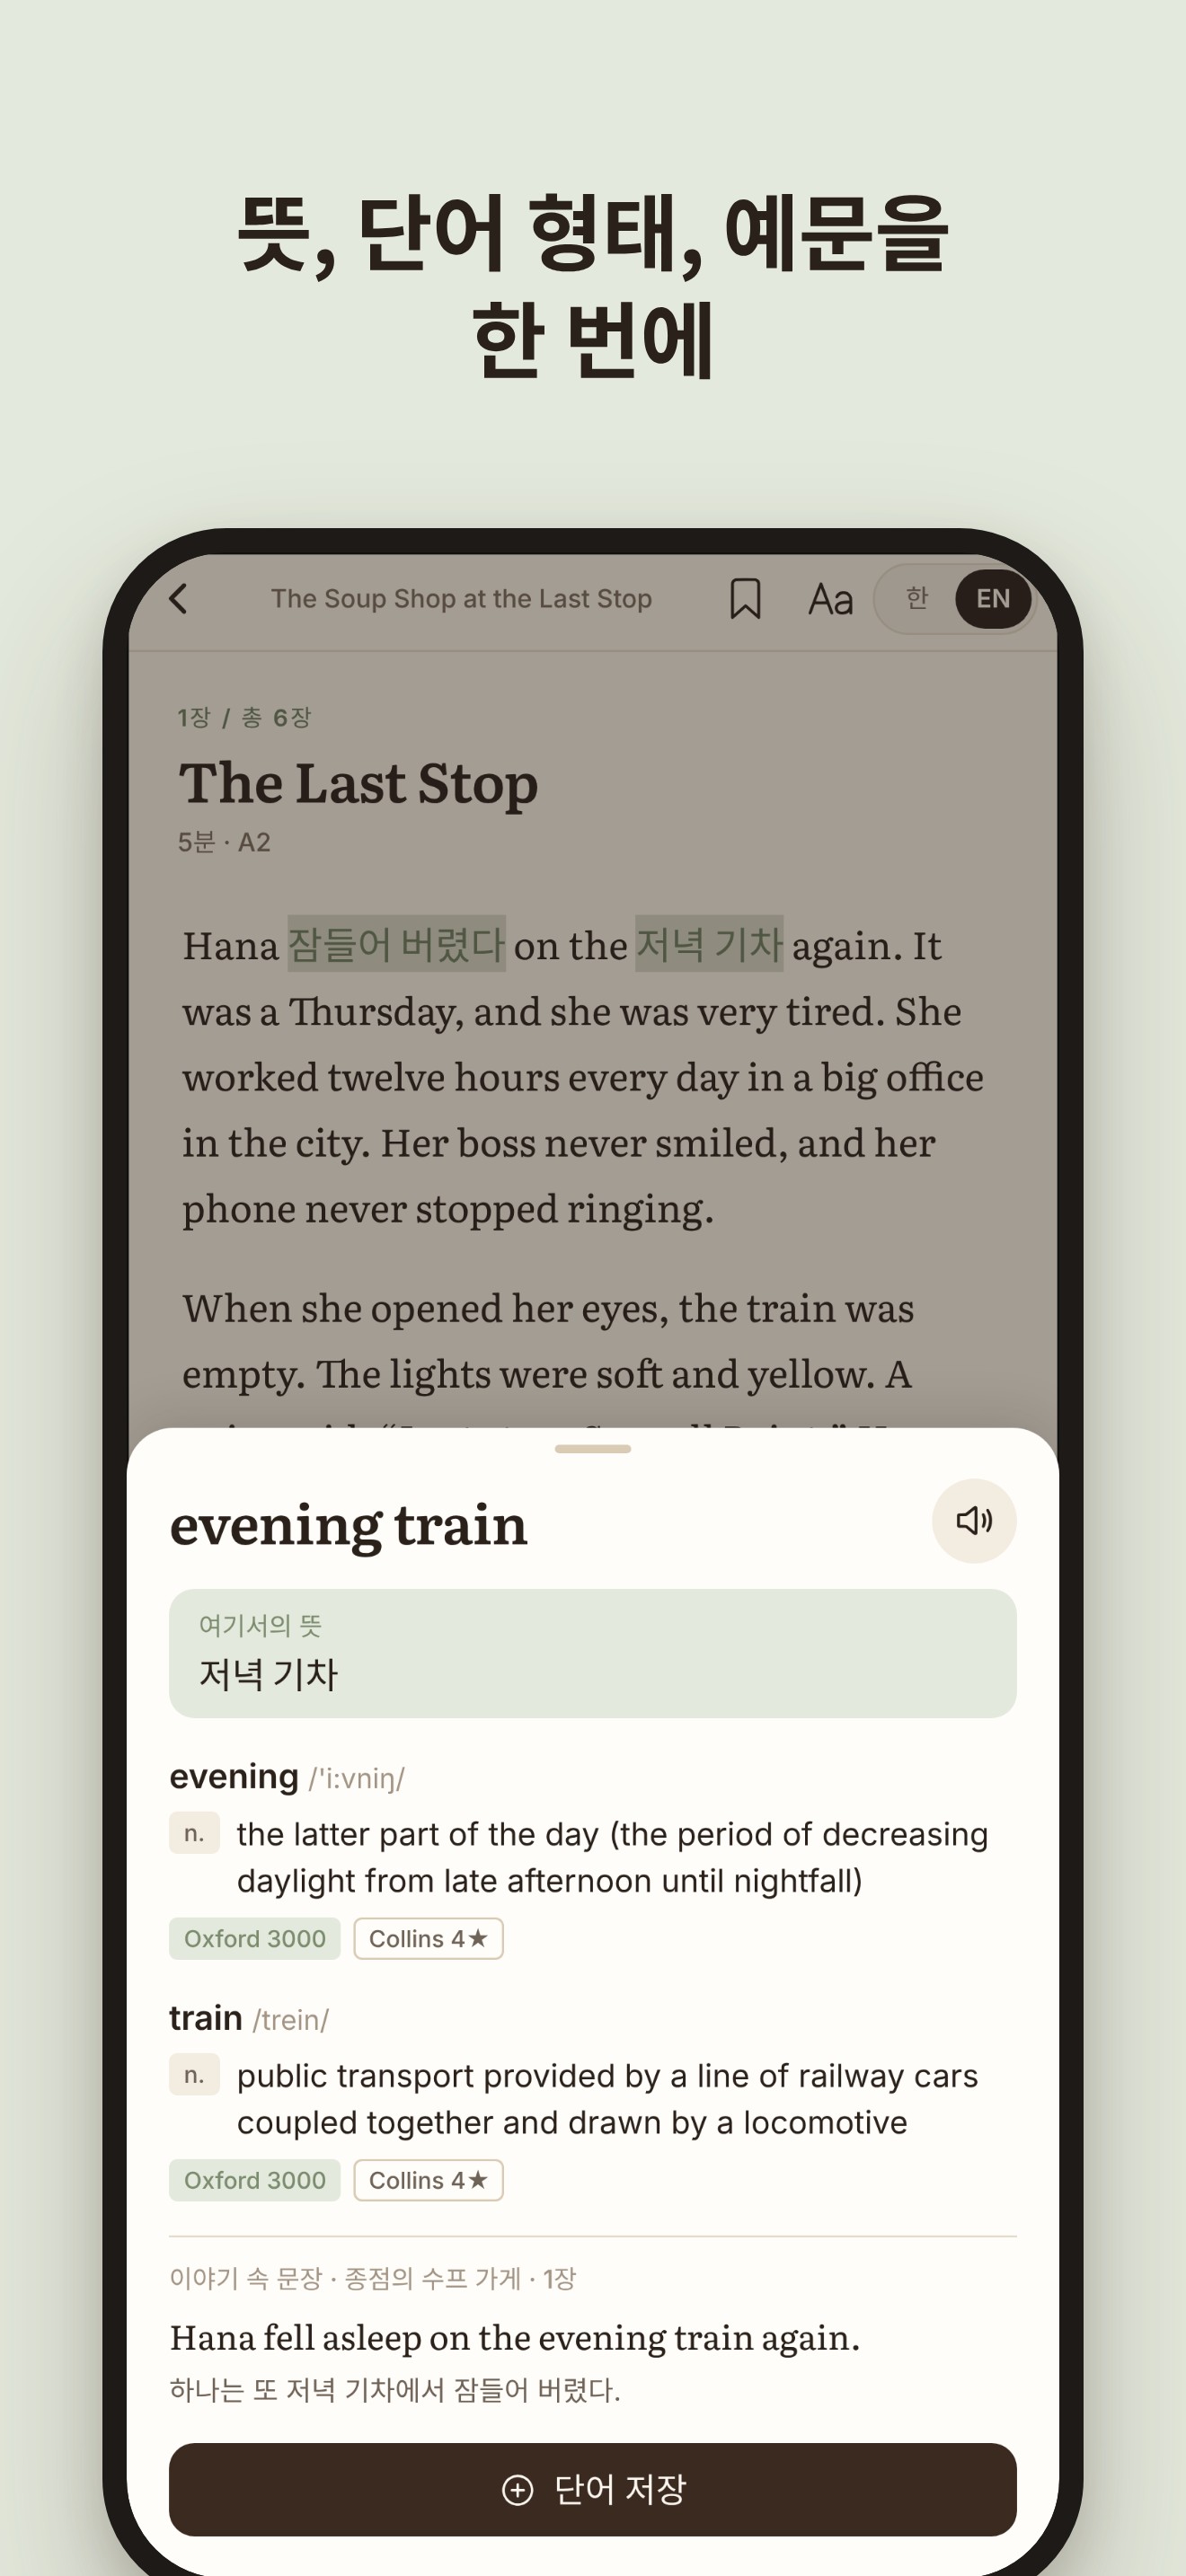 뜻, 단어 형태, 예문을
한 번에
The Soup Shop at the Last Stop
Aa
한
EN
1장 / 총 6장
The Last Stop
5분 · A2
Hana 잠들어 버렸다 on the 저녁 기차 again. It
was a Thursday, and she was very tired. She
worked twelve hours every day in a big office
in the city. Her boss never smiled, and her
phone never stopped ringing.
When she opened her eyes, the train was
empty. The lights were soft and yellow. A
evening train
여기서의 뜻
저녁 기차
evening /'i:vniŋ/
n. the latter part of the day (the period of decreasing
daylight from late afternoon until nightfall)
Oxford 3000 Collins 4★
train /trein/
n. public transport provided by a line of railway cars
coupled together and drawn by a locomotive
Oxford 3000 Collins 4★
이야기 속 문장 · 종점의 수프 가게 · 1장
Hana fell asleep on the evening train again.
하나는 또 저녁 기차에서 잠들어 버렸다.
단어 저장